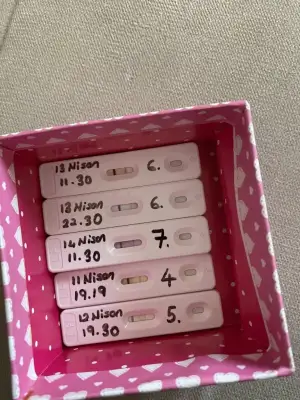 13 Nisan 6.
11.30
13 Nisan 6.
22.30
14 Nisan 7.
11.30
11 Nisan 4
19.19
12 Nisan 5.
19.30